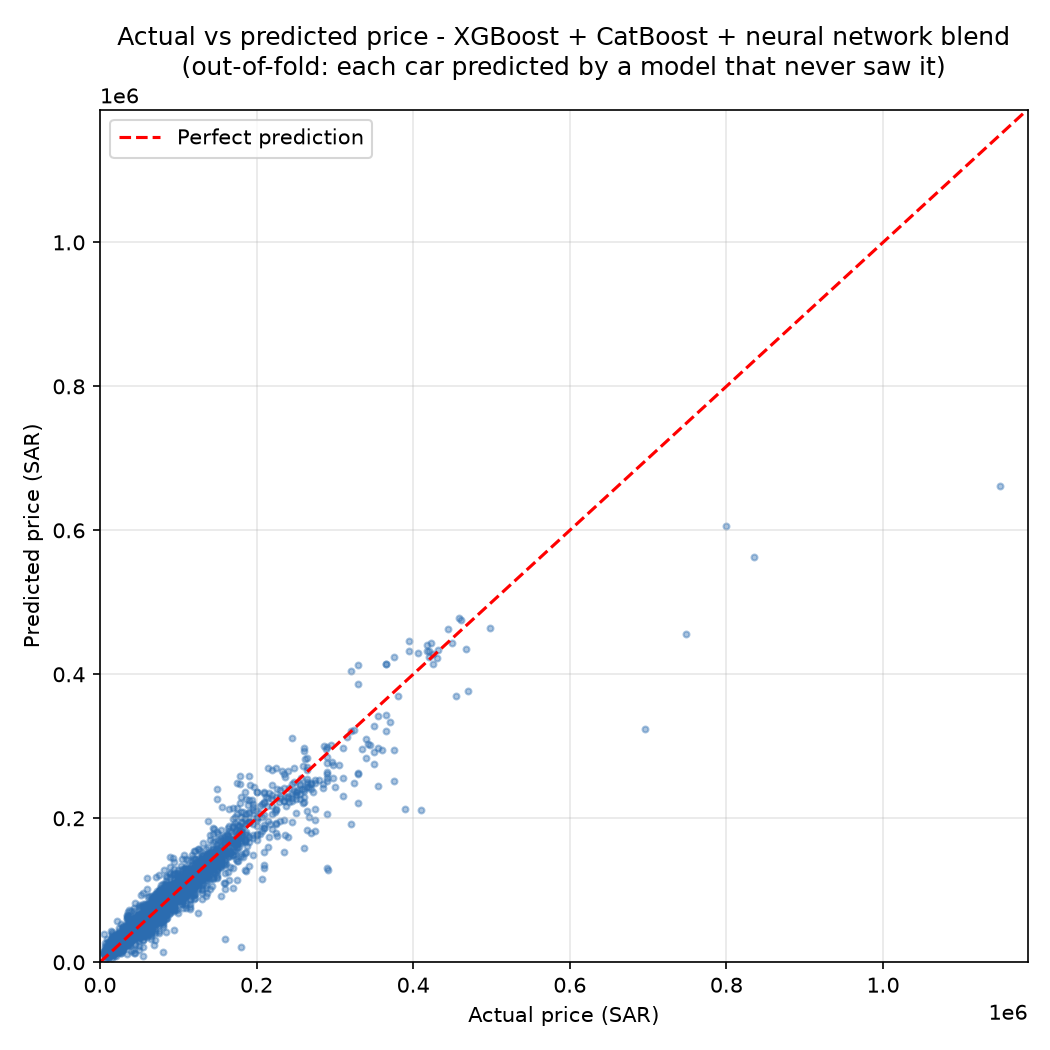 Actual vs predicted price - XGBoost + CatBoost + neural network blend
(out-of-fold: each car predicted by a model that never saw it)
1e6
Perfect prediction
1.0
0.8
0.6
0.4
0.2
0.0
Predicted price (SAR)
0.0 0.2 0.4 0.6 0.8 1.0
1e6
Actual price (SAR)